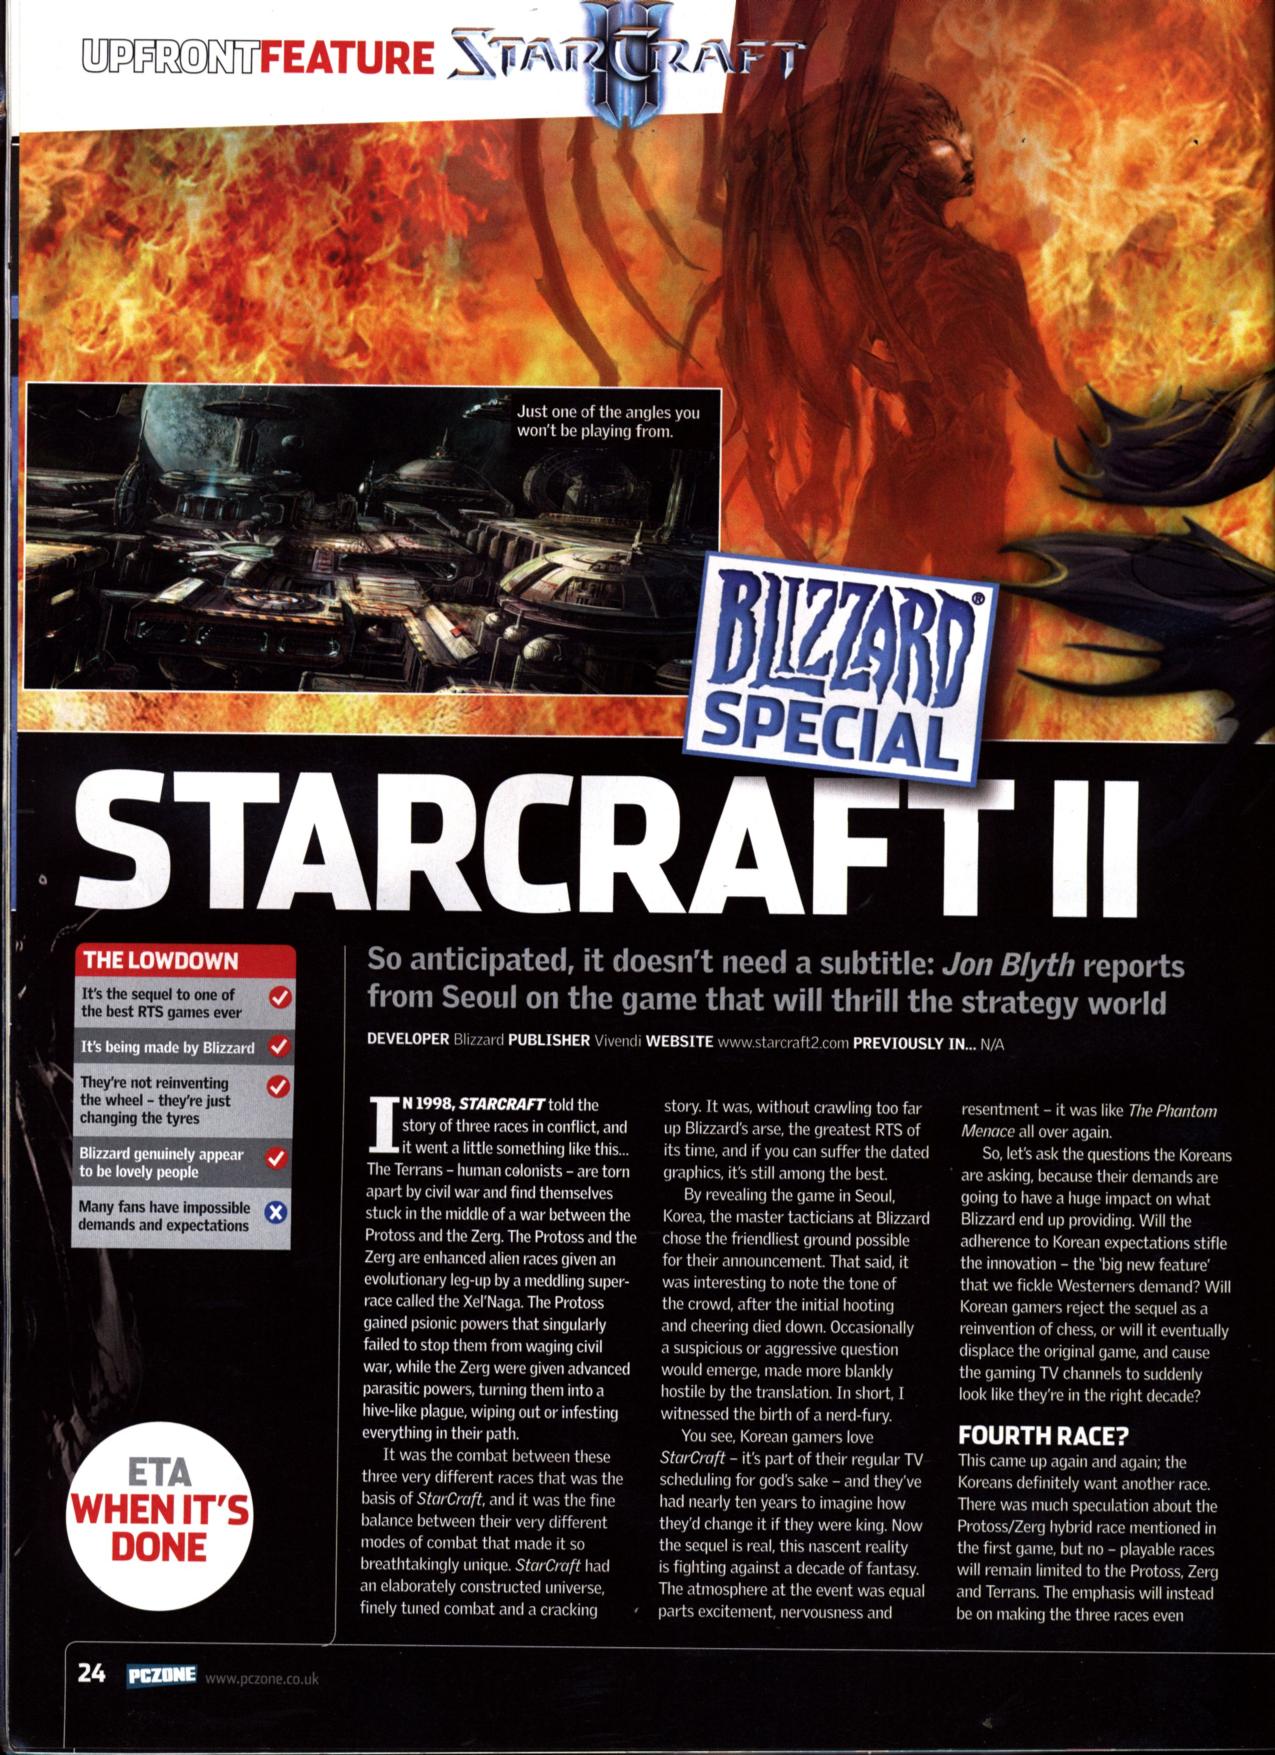 UPFRONTFEATURE STARCRAFT II
Just one of the angles you
won't be playing from.
BLIZZARD®
SPECIAL
STARCRAFT II
THE LOWDOWN
It's the sequel to one of
the best RTS games ever
It's being made by Blizzard
They're not reinventing
the wheel – they're just
changing the tyres
Blizzard genuinely appear
to be lovely people
Many fans have impossible
demands and expectations
ETA
WHEN IT'S
DONE
So anticipated, it doesn't need a subtitle: Jon Blyth reports
from Seoul on the game that will thrill the strategy world
DEVELOPER Blizzard PUBLISHER Vivendi WEBSITE www.starcraft2.com PREVIOUSLY IN... N/A
IN 1998, STARCRAFT told the
story of three races in conflict, and
it went a little something like this...
The Terrans – human colonists – are torn
apart by civil war and find themselves
stuck in the middle of a war between the
Protoss and the Zerg. The Protoss and the
Zerg are enhanced alien races given an
evolutionary leg-up by a meddling super-
race called the Xel'Naga. The Protoss
gained psionic powers that singularly
failed to stop them from waging civil
war, while the Zerg were given advanced
parasitic powers, turning them into a
hive-like plague, wiping out or infesting
everything in their path.
It was the combat between these
three very different races that was the
basis of StarCraft, and it was the fine
balance between their very different
modes of combat that made it so
breathtakingly unique. StarCraft had
an elaborately constructed universe,
finely tuned combat and a cracking
story. It was, without crawling too far
up Blizzard's arse, the greatest RTS of
its time, and if you can suffer the dated
graphics, it's still among the best.
By revealing the game in Seoul,
Korea, the master tacticians at Blizzard
chose the friendliest ground possible
for their announcement. That said, it
was interesting to note the tone of
the crowd, after the initial hooting
and cheering died down. Occasionally
a suspicious or aggressive question
would emerge, made more blankly
hostile by the translation. In short, I
witnessed the birth of a nerd-fury.
You see, Korean gamers love
StarCraft – it's part of their regular TV
scheduling for god's sake – and they've
had nearly ten years to imagine how
they'd change it if they were king. Now
the sequel is real, this nascent reality
is fighting against a decade of fantasy.
The atmosphere at the event was equal
parts excitement, nervousness and
resentment – it was like The Phantom
Menace all over again.
So, let's ask the questions the Koreans
are asking, because their demands are
going to have a huge impact on what
Blizzard end up providing. Will the
adherence to Korean expectations stifle
the innovation – the 'big new feature'
that we fickle Westerners demand? Will
Korean gamers reject the sequel as a
reinvention of chess, or will it eventually
displace the original game, and cause
the gaming TV channels to suddenly
look like they're in the right decade?
FOURTH RACE?
This came up again and again; the
Koreans definitely want another race.
There was much speculation about the
Protoss/Zerg hybrid race mentioned in
the first game, but no – playable races
will remain limited to the Protoss, Zerg
and Terrans. The emphasis will instead
be on making the three races even
24 PCZONE www.pczone.co.uk